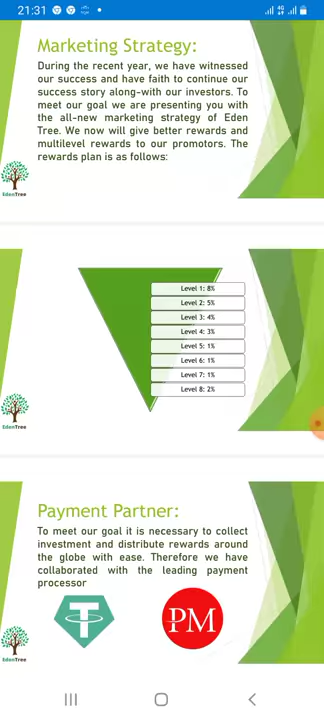 21:31
4G
Marketing Strategy:
During the recent year, we have witnessed
our success and have faith to continue our
success story along-with our investors. To
meet our goal we are presenting you with
the all-new marketing strategy of Eden
Tree. We now will give better rewards and
multilevel rewards to our promotors. The
rewards plan is as follows:
EdenTree
Level 1: 8%
Level 2: 5%
Level 3: 4%
Level 4: 3%
Level 5: 1%
Level 6: 1%
Level 7: 1%
Level 8: 2%
EdenTree
Payment Partner:
To meet our goal it is necessary to collect
investment and distribute rewards around
the globe with ease. Therefore we have
collaborated with the leading payment
processor
PM
EdenTree